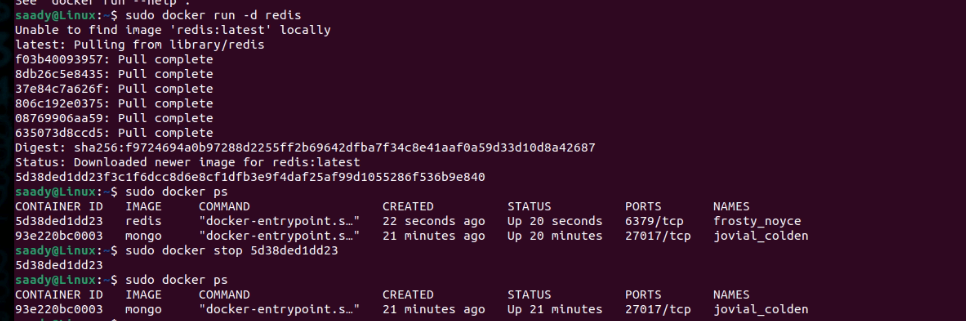 See 'docker run --help'.
saady@Linux:~$ sudo docker run -d redis
Unable to find image 'redis:latest' locally
latest: Pulling from library/redis
f03b40093957: Pull complete
8db26c5e8435: Pull complete
37e84c7a626f: Pull complete
806c192e0375: Pull complete
08769906aa59: Pull complete
635073d8ccd5: Pull complete
Digest: sha256:f9724694a0b97288d2255ff2b69642dfba7f34c8e41aaf0a59d33d10d8a42687
Status: Downloaded newer image for redis:latest
5d38ded1dd23f3c1f6dcc8d6e8cf1dfb3e9f4daf25af99d1055286f536b9e840
saady@Linux:~$ sudo docker ps
CONTAINER ID   IMAGE     COMMAND                  CREATED          STATUS          PORTS       NAMES
5d38ded1dd23   redis     "docker-entrypoint.s…"   22 seconds ago   Up 20 seconds   6379/tcp    frosty_noyce
93e220bc0003   mongo     "docker-entrypoint.s…"   21 minutes ago   Up 20 minutes   27017/tcp   jovial_colden
saady@Linux:~$ sudo docker stop 5d38ded1dd23
5d38ded1dd23
saady@Linux:~$ sudo docker ps
CONTAINER ID   IMAGE     COMMAND                  CREATED          STATUS          PORTS       NAMES
93e220bc0003   mongo     "docker-entrypoint.s…"   21 minutes ago   Up 21 minutes   27017/tcp   jovial_colden